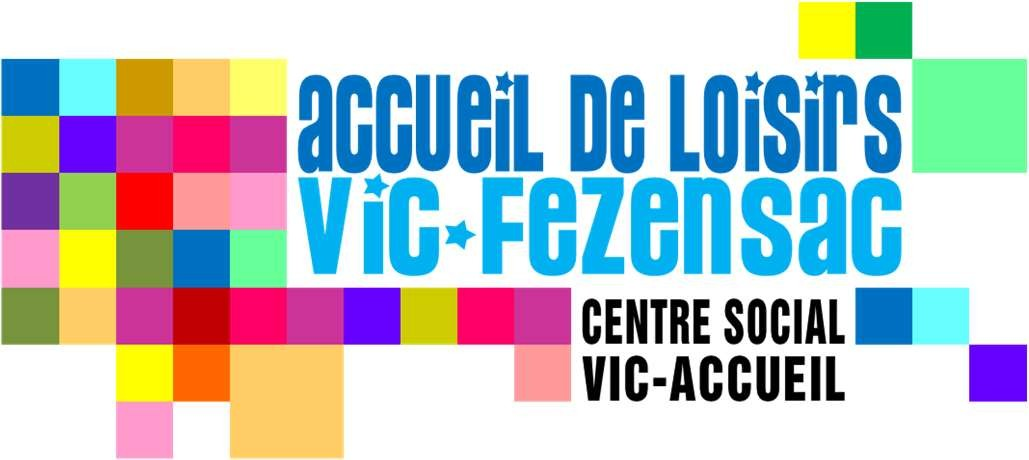 ACCUEIL DE LOISIRS
VIC★FEZENSAC
CENTRE SOCIAL
VIC-ACCUEIL